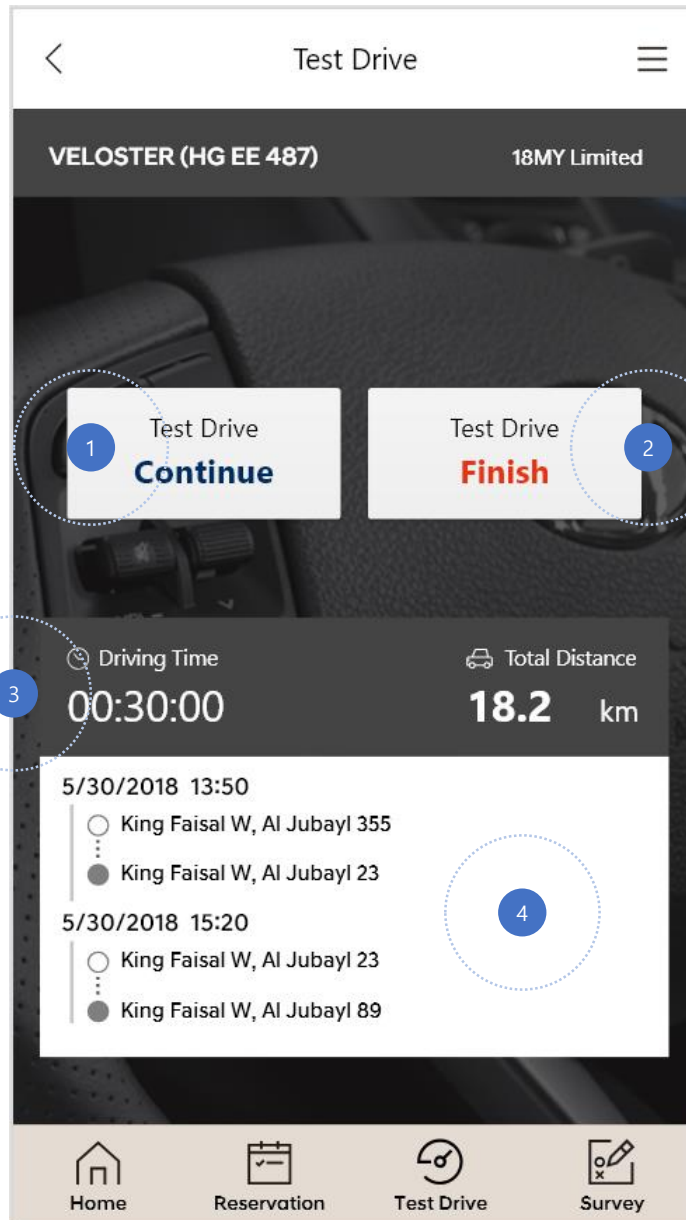 Test Drive
VELOSTER (HG EE 487) 18MY Limited
Test Drive Test Drive
1 Continue Finish 2
Driving Time Total Distance
3 00:30:00 18.2 km
5/30/2018 13:50
King Faisal W, Al Jubayl 355
King Faisal W, Al Jubayl 23
4
5/30/2018 15:20
King Faisal W, Al Jubayl 23
King Faisal W, Al Jubayl 89
Home Reservation Test Drive Survey